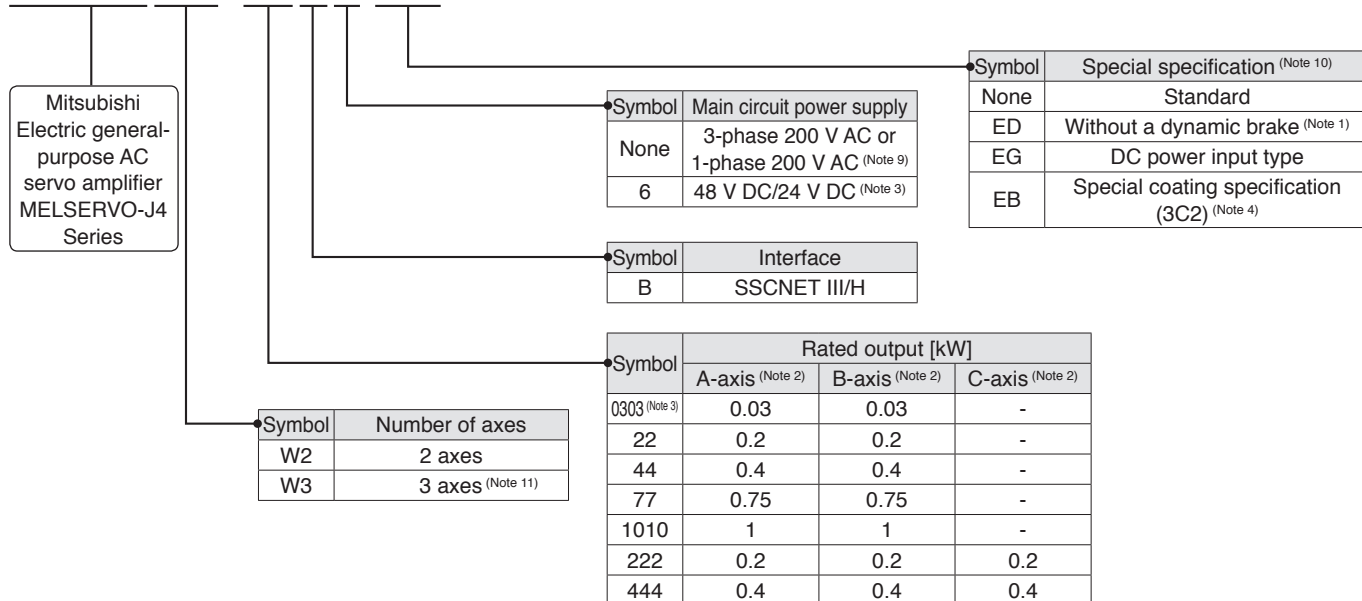 Mitsubishi
Electric general-
purpose AC
servo amplifier
MELSERVO-J4
Series
Symbol Special specification (Note 10)
None Standard
ED Without a dynamic brake (Note 1)
EG DC power input type
EB Special coating specification
(3C2) (Note 4)
Symbol Main circuit power supply
None 3-phase 200 V AC or
1-phase 200 V AC (Note 9)
6 48 V DC/24 V DC (Note 3)
Symbol Interface
B SSCNET III/H
Symbol Rated output [kW]
A-axis (Note 2) B-axis (Note 2) C-axis (Note 2)
0303 (Note 3) 0.03 0.03 -
22 0.2 0.2 -
44 0.4 0.4 -
77 0.75 0.75 -
1010 1 1 -
222 0.2 0.2 0.2
444 0.4 0.4 0.4
Symbol Number of axes
W2 2 axes
W3 3 axes (Note 11)